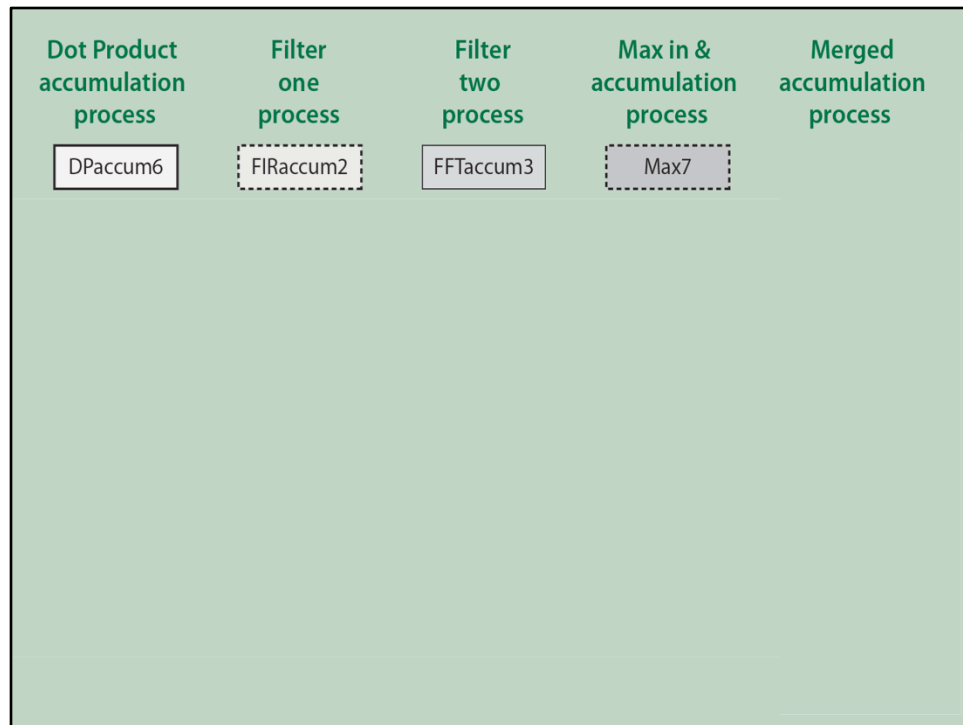 Dot Product
accumulation
process
Filter
one
process
Filter
two
process
Max in &
accumulation
process
Merged
accumulation
process
DPaccum6
FIRaccum2
FFTaccum3
Max7